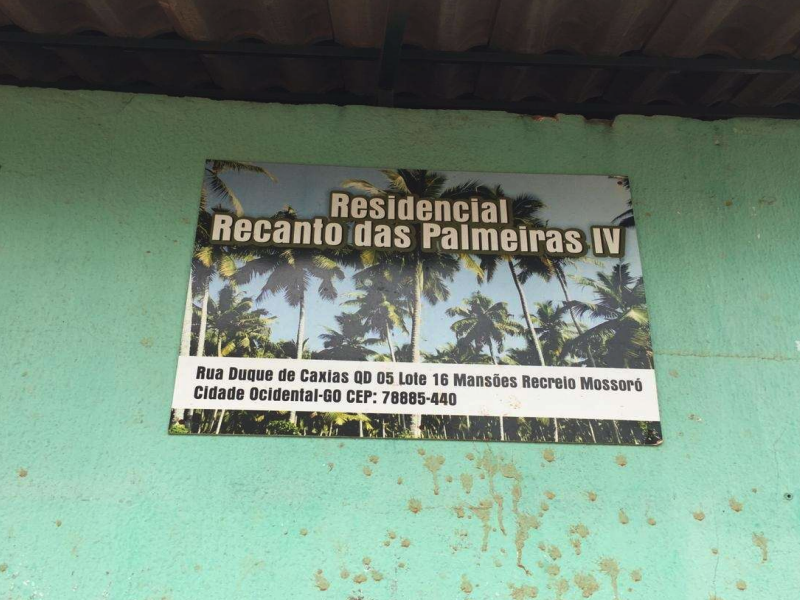 Residencial
Recanto das Palmeiras IV
Rua Duque de Caxias QD 05 Lote 16 Mansões Recreio Mossoró
Cidade Ocidental-GO CEP: 78885-440